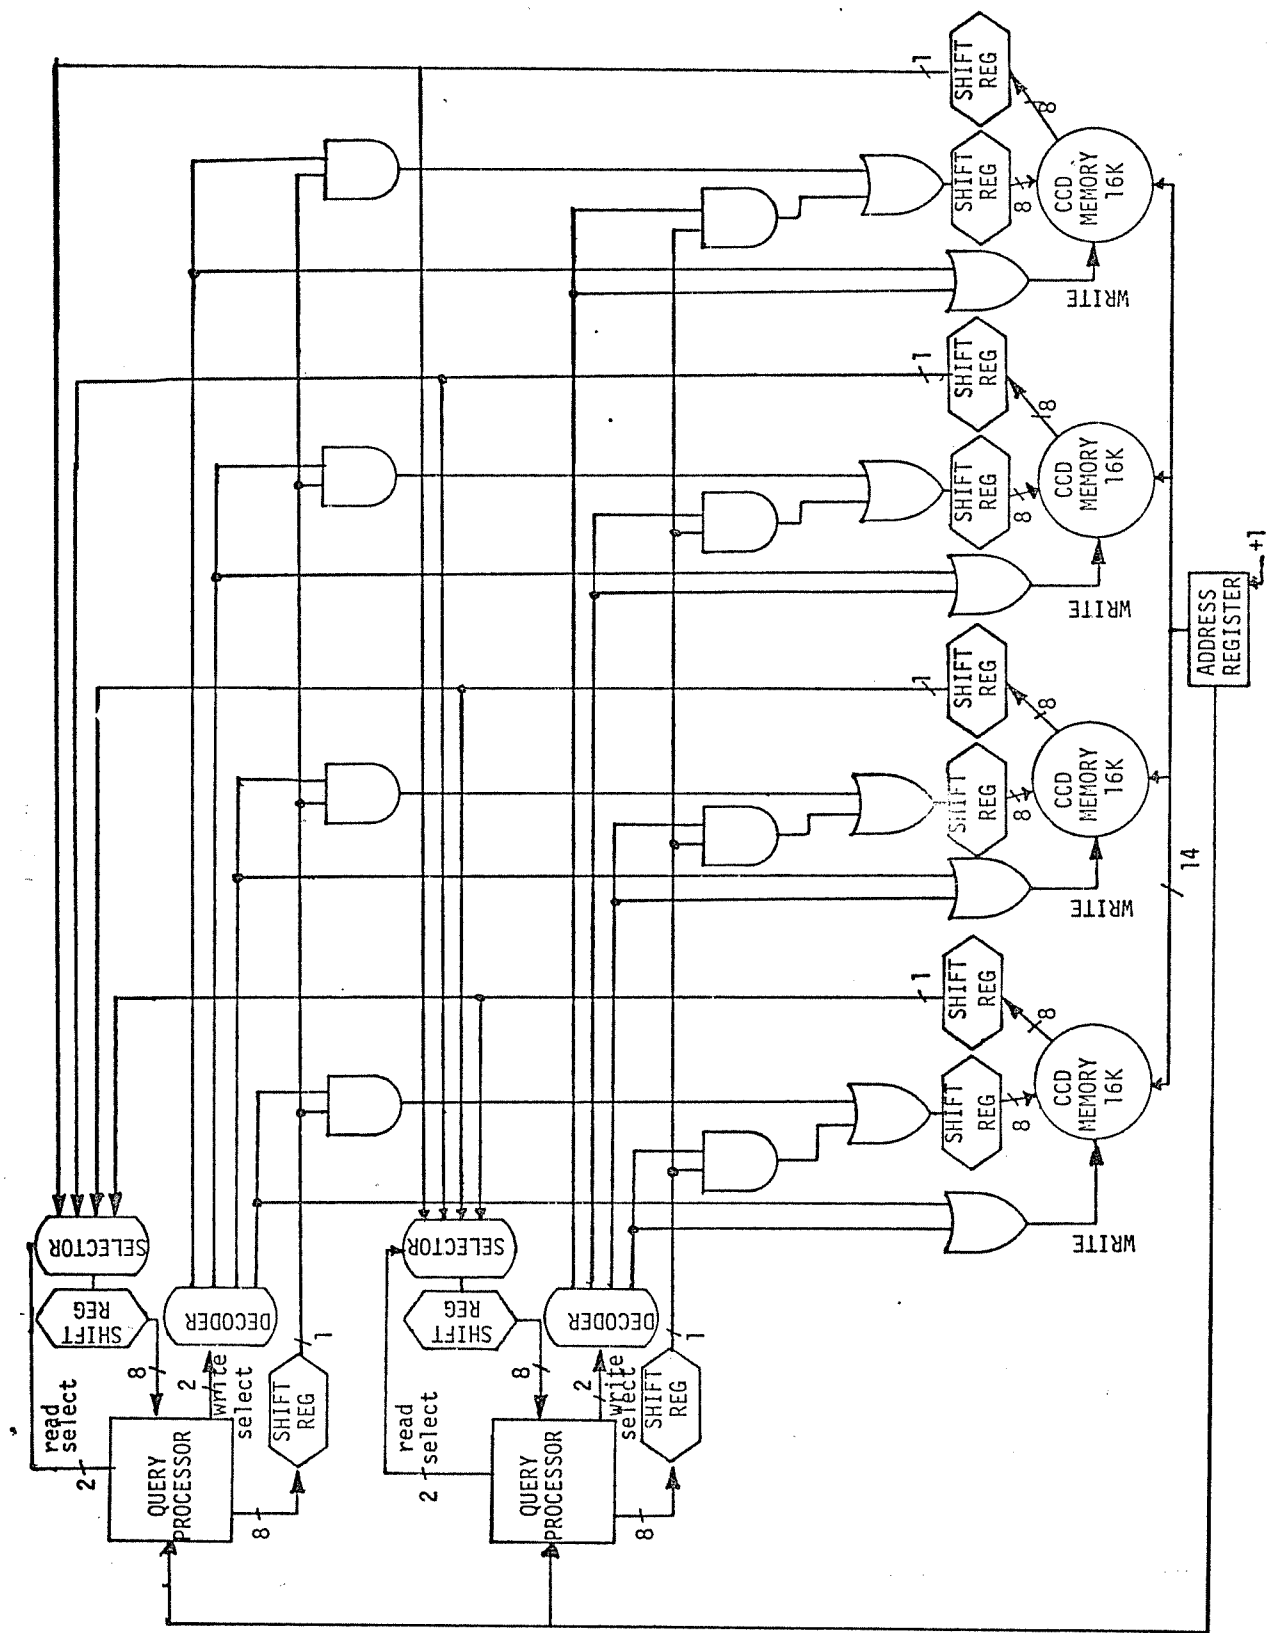 read
select
2
QUERY
PROCESSOR
8
SHIFT
REG
SELECTOR
2
write
select
DECODER
8
SHIFT
REG
1
read
select
2
QUERY
PROCESSOR
8
SHIFT
REG
SELECTOR
2
write
select
DECODER
8
SHIFT
REG
1
SHIFT
REG
1
SHIFT
REG
8
8
CCD
MEMORY
16K
WRITE
SHIFT
REG
1
SHIFT
REG
8
8
CCD
MEMORY
16K
WRITE
SHIFT
REG
1
SHIFT
REG
8
8
CCD
MEMORY
16K
WRITE
SHIFT
REG
1
SHIFT
REG
8
8
CCD
MEMORY
16K
WRITE
14
ADDRESS
REGISTER
+1